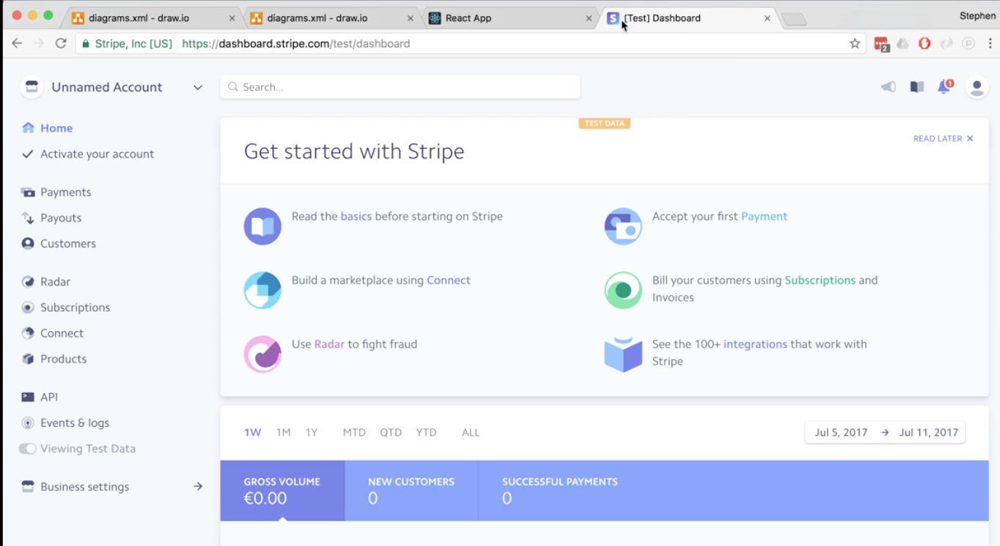 diagrams.xml - draw.io
diagrams.xml - draw.io
React App
[Test] Dashboard
Stephen
Stripe, Inc [US]
https://dashboard.stripe.com/test/dashboard
2
Unnamed Account
Search...
1
Home
Activate your account
Payments
Payouts
Customers
Radar
Subscriptions
Connect
Products
API
Events & logs
Viewing Test Data
Business settings
TEST DATA
READ LATER
Get started with Stripe
Read the basics before starting on Stripe
Accept your first Payment
Build a marketplace using Connect
Bill your customers using Subscriptions and
Invoices
Use Radar to fight fraud
See the 100+ integrations that work with
Stripe
1W 1M 1Y MTD QTD YTD ALL
Jul 5, 2017 → Jul 11, 2017
GROSS VOLUME
€0.00
NEW CUSTOMERS
0
SUCCESSFUL PAYMENTS
0